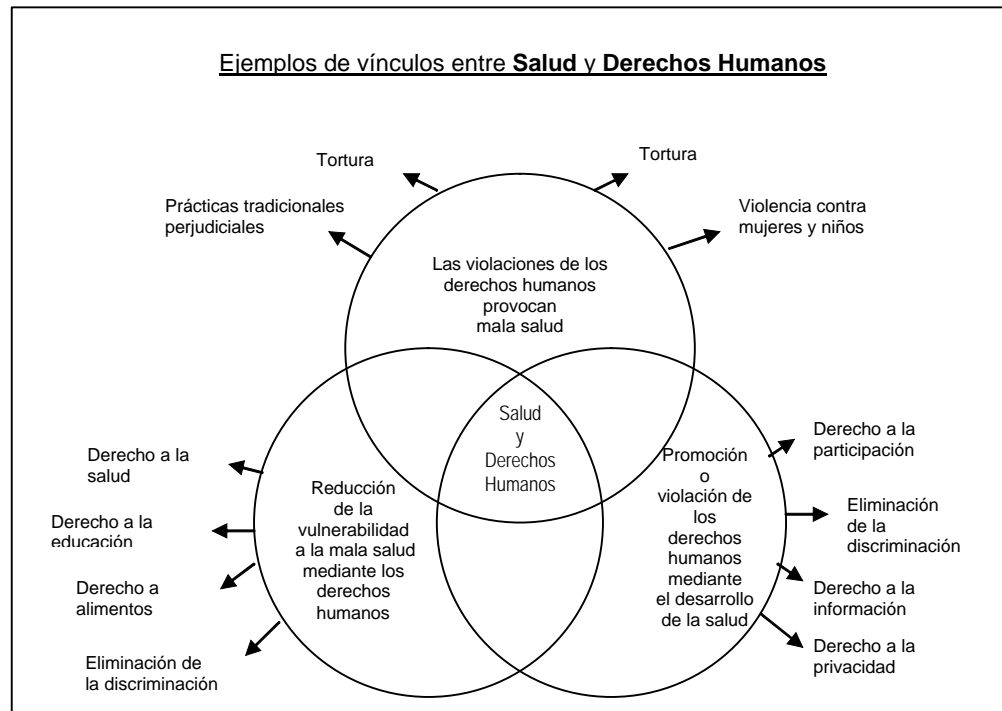 Ejemplos de vínculos entre Salud y Derechos Humanos
Tortura
Tortura
Prácticas tradicionales
perjudiciales
Violencia contra
mujeres y niños
Las violaciones de los
derechos humanos
provocan
mala salud
Salud
y
Derechos
Humanos
Derecho a la
salud
Derecho a la
educación
Derecho a
alimentos
Eliminación de
la discriminación
Reducción
de la
vulnerabilidad
a la mala salud
mediante los
derechos
humanos
Promoción
o
violación de
los
derechos
humanos
mediante
el desarrollo
de la salud
Derecho a la
participación
Eliminación
de la
discriminación
Derecho a la
información
Derecho a la
privacidad